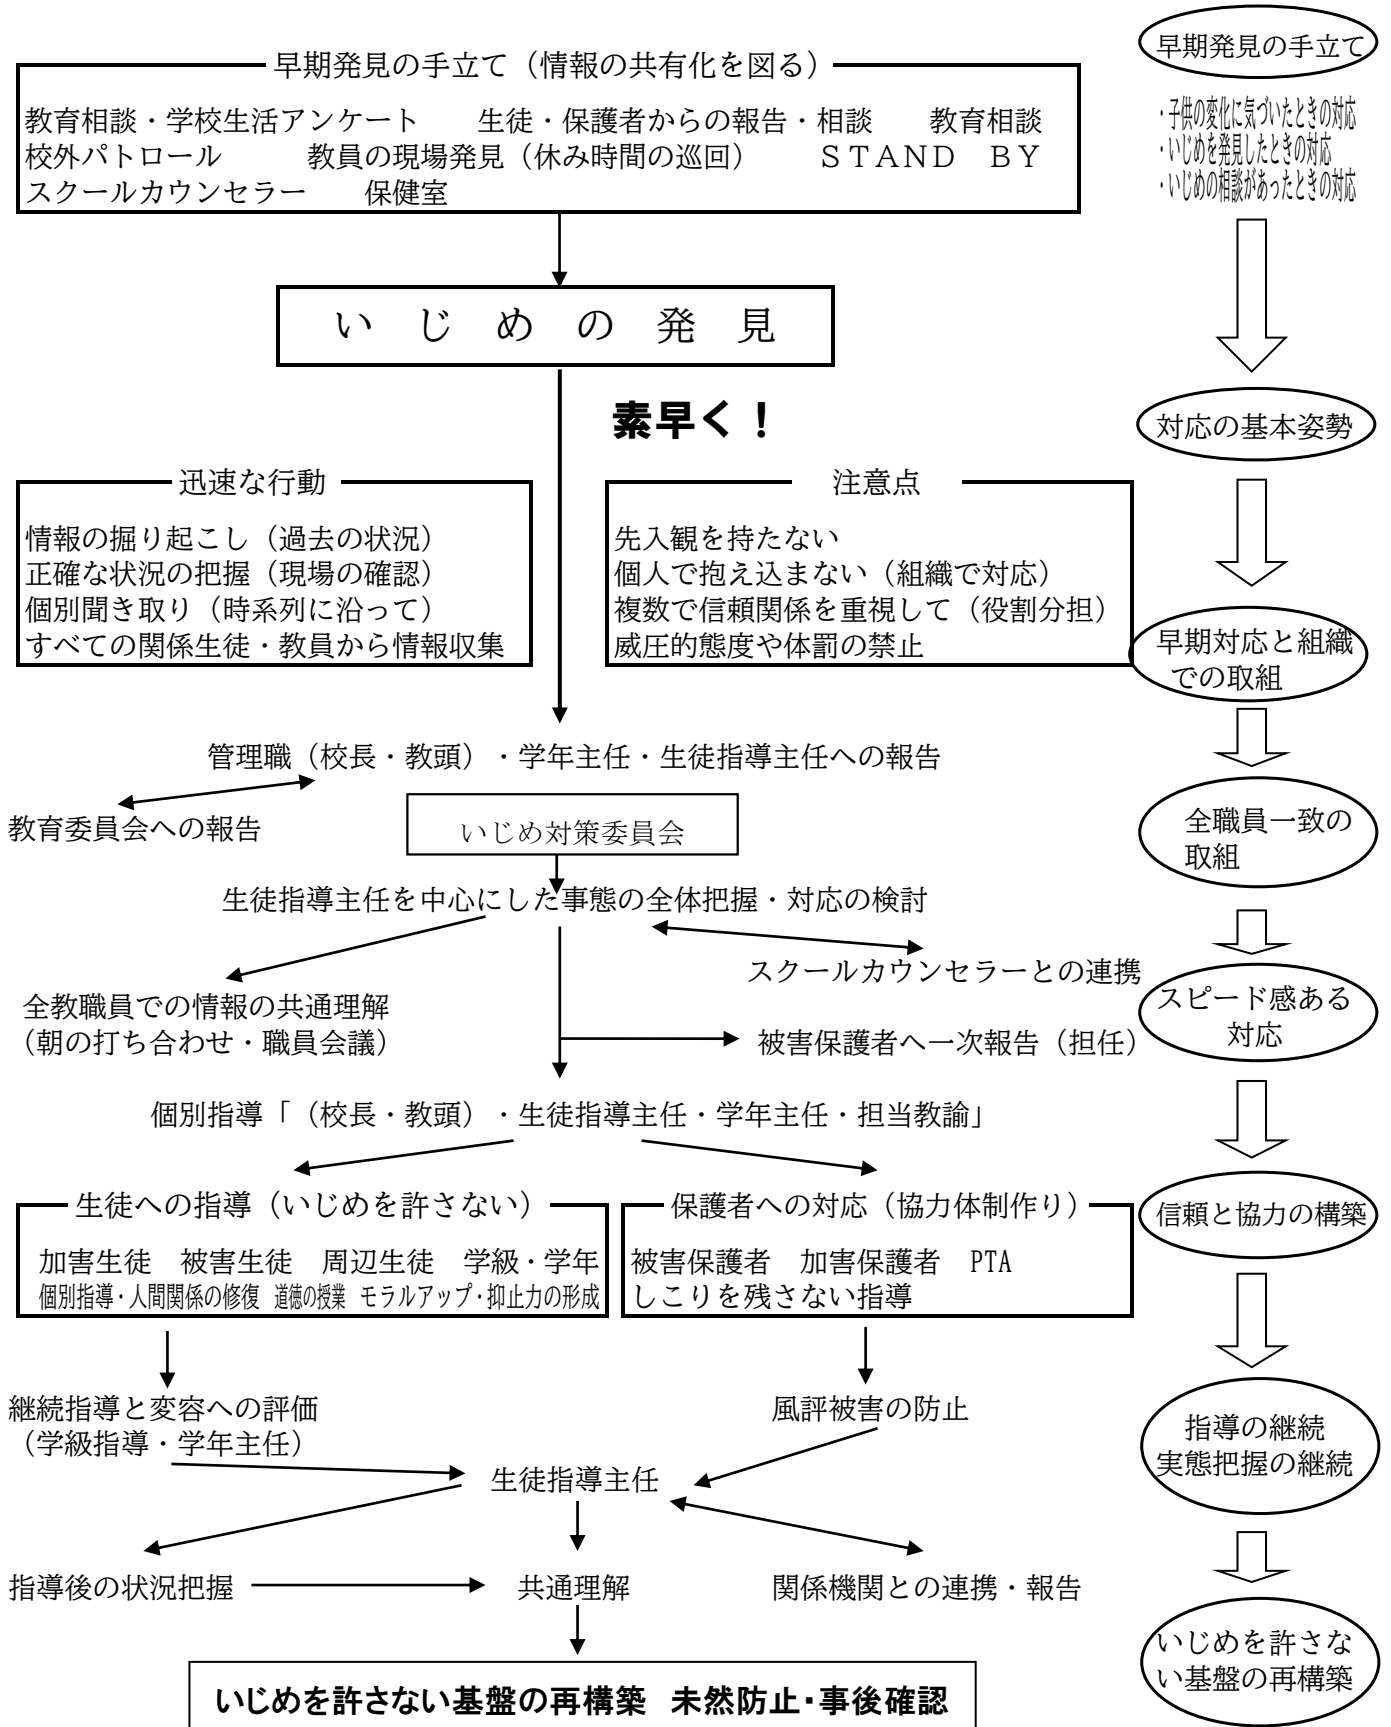 早期発見の手立て（情報の共有化を図る）
教育相談・学校生活アンケート　　生徒・保護者からの報告・相談　　教育相談
校外パトロール　　　教員の現場発見（休み時間の巡回）　　ＳＴＡＮＤ　ＢＹ
スクールカウンセラー　　保健室
いじめの発見
素早く！
迅速な行動
情報の掘り起こし（過去の状況）
正確な状況の把握（現場の確認）
個別聞き取り（時系列に沿って）
すべての関係生徒・教員から情報収集
注意点
先入観を持たない
個人で抱え込まない（組織で対応）
複数で信頼関係を重視して（役割分担）
威圧的態度や体罰の禁止
管理職（校長・教頭）・学年主任・生徒指導主任への報告
教育委員会への報告
いじめ対策委員会
生徒指導主任を中心にした事態の全体把握・対応の検討
スクールカウンセラーとの連携
全教職員での情報の共通理解
（朝の打ち合わせ・職員会議）
被害保護者へ一次報告（担任）
個別指導「（校長・教頭）・生徒指導主任・学年主任・担当教諭」
生徒への指導（いじめを許さない）
加害生徒　被害生徒　周辺生徒　学級・学年
個別指導・人間関係の修復　道徳の授業　モラルアップ・抑止力の形成
保護者への対応（協力体制作り）
被害保護者　加害保護者　PTA
しこりを残さない指導
継続指導と変容への評価
（学級指導・学年主任）
風評被害の防止
生徒指導主任
指導後の状況把握
共通理解
関係機関との連携・報告
いじめを許さない基盤の再構築　未然防止・事後確認
早期発見の手立て
・子供の変化に気づいたときの対応
・いじめを発見したときの対応
・いじめの相談があったときの対応
対応の基本姿勢
早期対応と組織
での取組
全職員一致の
取組
スピード感ある
対応
信頼と協力の構築
指導の継続
実態把握の継続
いじめを許さな
い基盤の再構築